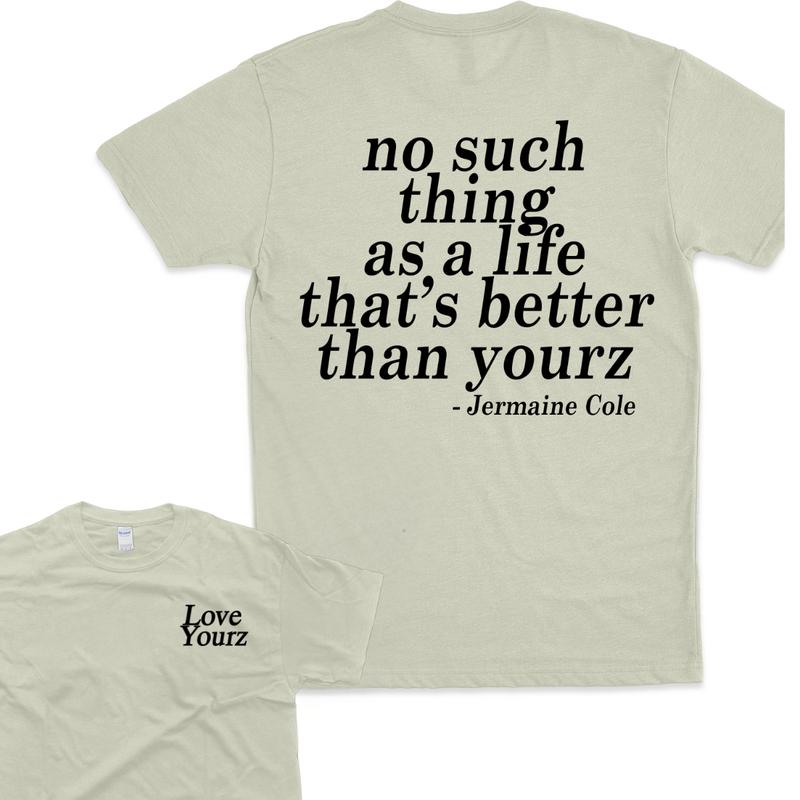 no such
thing
as a life
that's better
than yourz
- Jermaine Cole
Love
Yourz